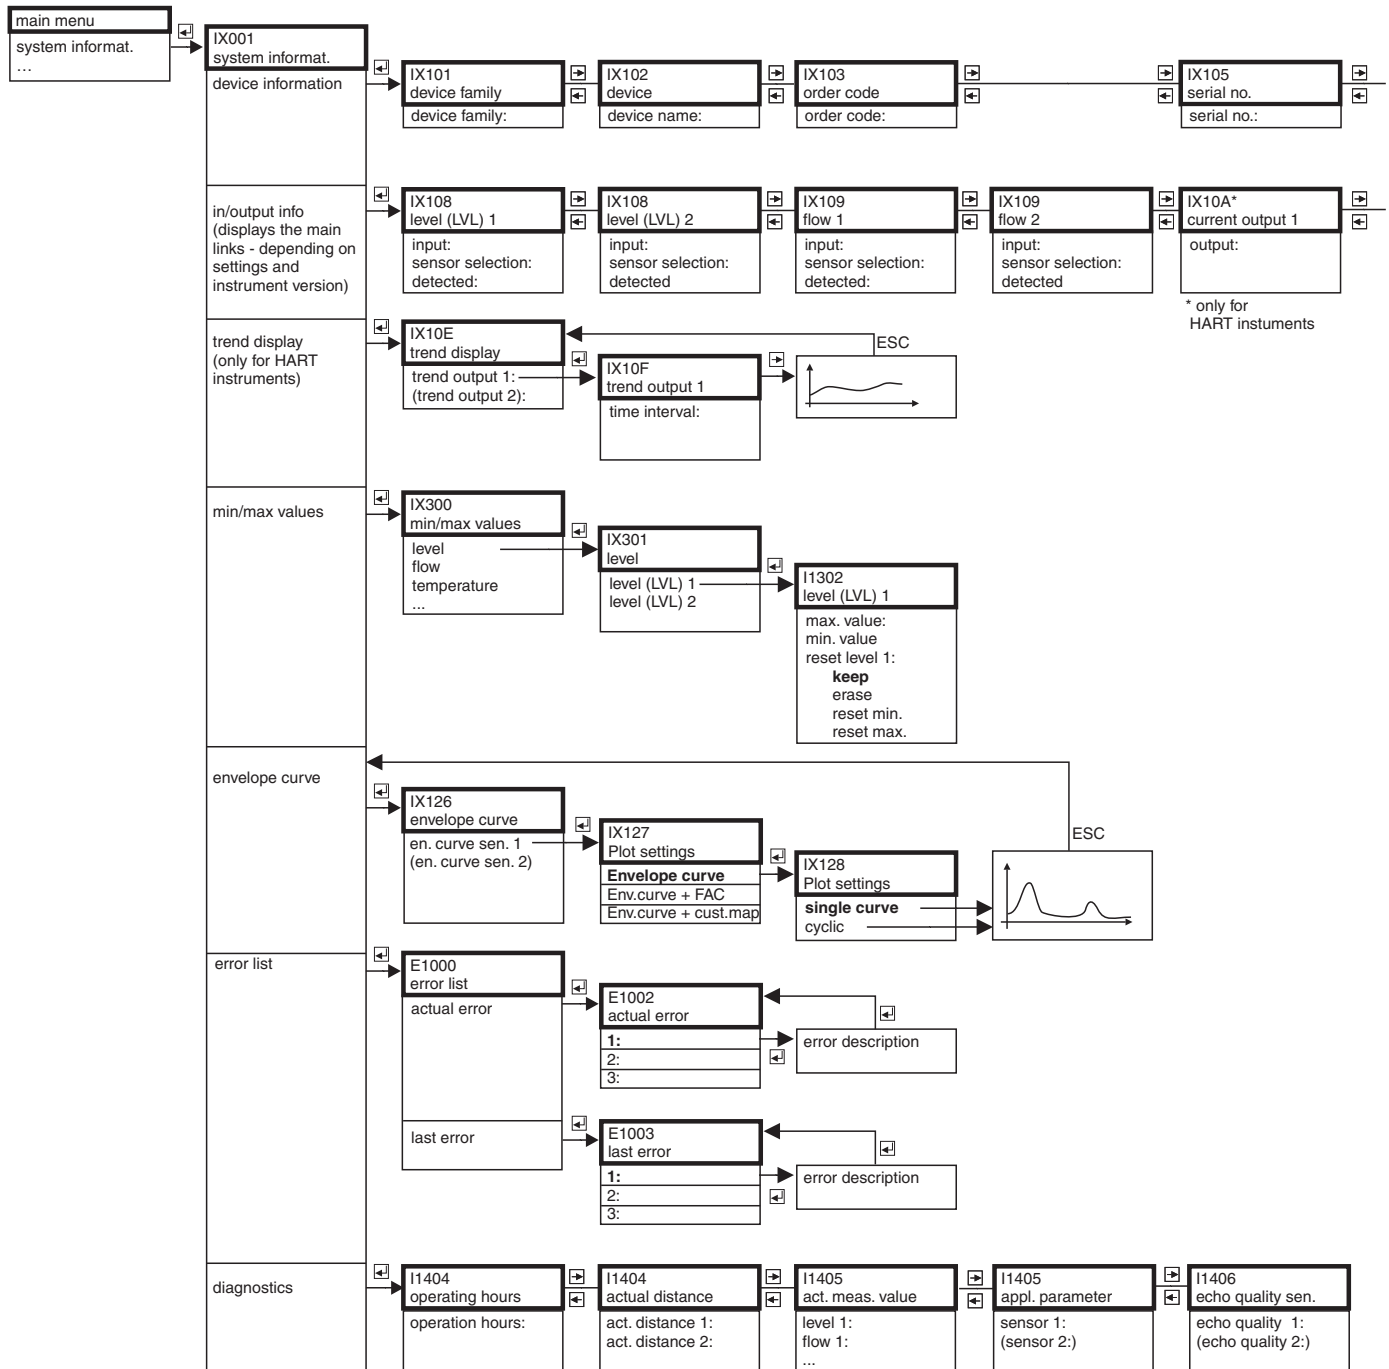 main menu
system informat.
...
IX001
system informat.
device information
IX101
device family
device family:
IX102
device
device name:
IX103
order code
order code:
IX105
serial no.
serial no.:
in/output info
(displays the main
links - depending on
settings and
instrument version)
IX108
level (LVL) 1
input:
sensor selection:
detected:
IX108
level (LVL) 2
input:
sensor selection:
detected
IX109
flow 1
input:
sensor selection:
detected:
IX109
flow 2
input:
sensor selection:
detected
IX10A*
current output 1
output:
* only for
HART instuments
trend display
(only for HART
instruments)
IX10E
trend display
trend output 1:
(trend output 2):
IX10F
trend output 1
time interval:
ESC
min/max values
IX300
min/max values
level
flow
temperature
...
IX301
level
level (LVL) 1
level (LVL) 2
I1302
level (LVL) 1
max. value:
min. value
reset level 1:
keep
erase
reset min.
reset max.
envelope curve
IX126
envelope curve
en. curve sen. 1
(en. curve sen. 2)
IX127
Plot settings
Envelope curve
Env.curve + FAC
Env.curve + cust.map
IX128
Plot settings
single curve
cyclic
ESC
error list
E1000
error list
actual error
E1002
actual error
1:
2:
3:
error description
last error
E1003
last error
1:
2:
3:
error description
diagnostics
I1404
operating hours
operation hours:
I1404
actual distance
act. distance 1:
act. distance 2:
I1405
act. meas. value
level 1:
flow 1:
...
I1405
appl. parameter
sensor 1:
(sensor 2:)
I1406
echo quality sen.
echo quality 1:
(echo quality 2:)